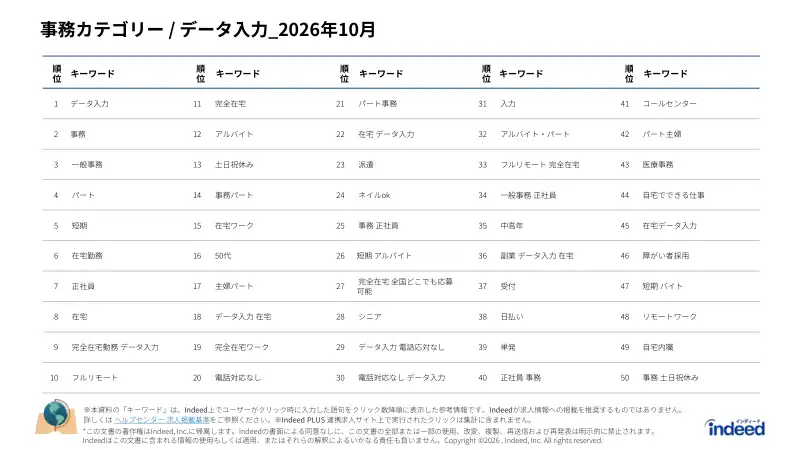 事務カテゴリー / データ入力_2026年10月
順位 キーワード 順位 キーワード 順位 キーワード 順位 キーワード 順位 キーワード
1 データ入力 11 完全在宅 21 パート事務 31 入力 41 コールセンター
2 事務 12 アルバイト 22 在宅 データ入力 32 アルバイト・パート 42 パート主婦
3 一般事務 13 土日祝休み 23 派遣 33 フルリモート 完全在宅 43 医療事務
4 パート 14 事務パート 24 ネイルok 34 一般事務 正社員 44 自宅でできる仕事
5 短期 15 在宅ワーク 25 事務 正社員 35 中高年 45 在宅データ入力
6 在宅勤務 16 50代 26 短期 アルバイト 36 副業 データ入力 在宅 46 障がい者採用
7 正社員 17 主婦パート 27 完全在宅 全国どこでも応募可能 37 受付 47 短期 バイト
8 在宅 18 データ入力 在宅 28 シニア 38 日払い 48 リモートワーク
9 完全在宅勤務 データ入力 19 完全在宅ワーク 29 データ入力 電話応対なし 39 単発 49 自宅内職
10 フルリモート 20 電話対応なし 30 電話対応なし データ入力 40 正社員 事務 50 事務 土日祝休み
※本資料の「キーワード」は、Indeed上でユーザーがクリック時に入力した語句をクリック数降順に表示した参考情報です。Indeedが求人情報への掲載を推奨するものではありません。
詳しくは ヘルプセンター 求人掲載基準をご参照ください。※Indeed PLUS 連携求人サイト上で実行されたクリックは集計に含まれません。
*この文書の著作権はIndeed, Inc.に帰属します。Indeedの書面による同意なしに、この文書の全部または一部の使用、改変、複製、再送信および再発表は明示的に禁止されます。
Indeedはこの文書に含まれる情報の使用もしくは適用、またはそれらの解釈によるいかなる責任も負いません。Copyright ©2026 , Indeed, Inc. All rights reserved.
インディード
indeed